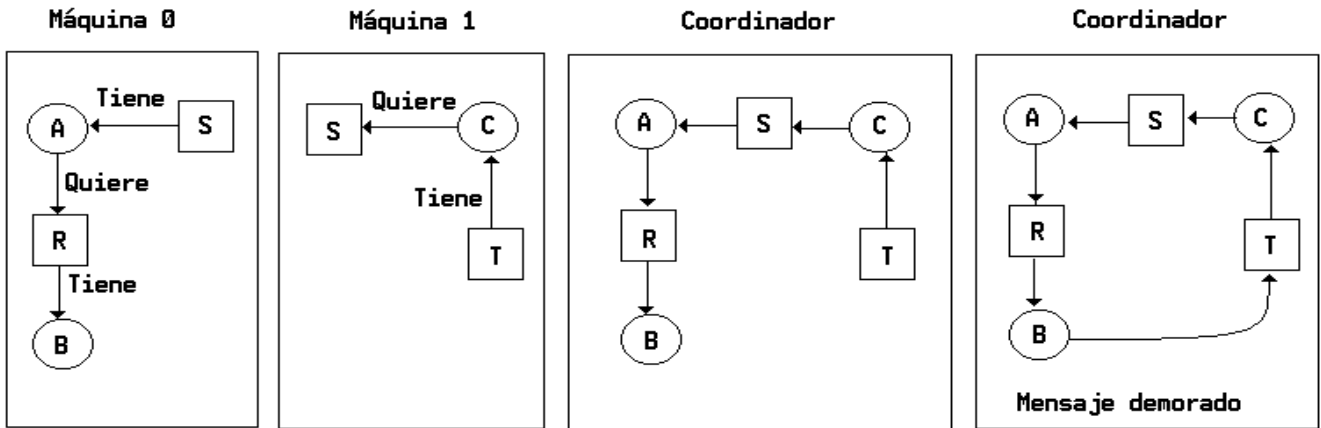 Máquina 0
Máquina 1
Coordinador
Coordinador
Tiene
A
S
Quiere
R
Tiene
B
Quiere
S
C
Tiene
T
A
S
C
R
T
B
A
S
C
R
T
B
Mensaje demorado